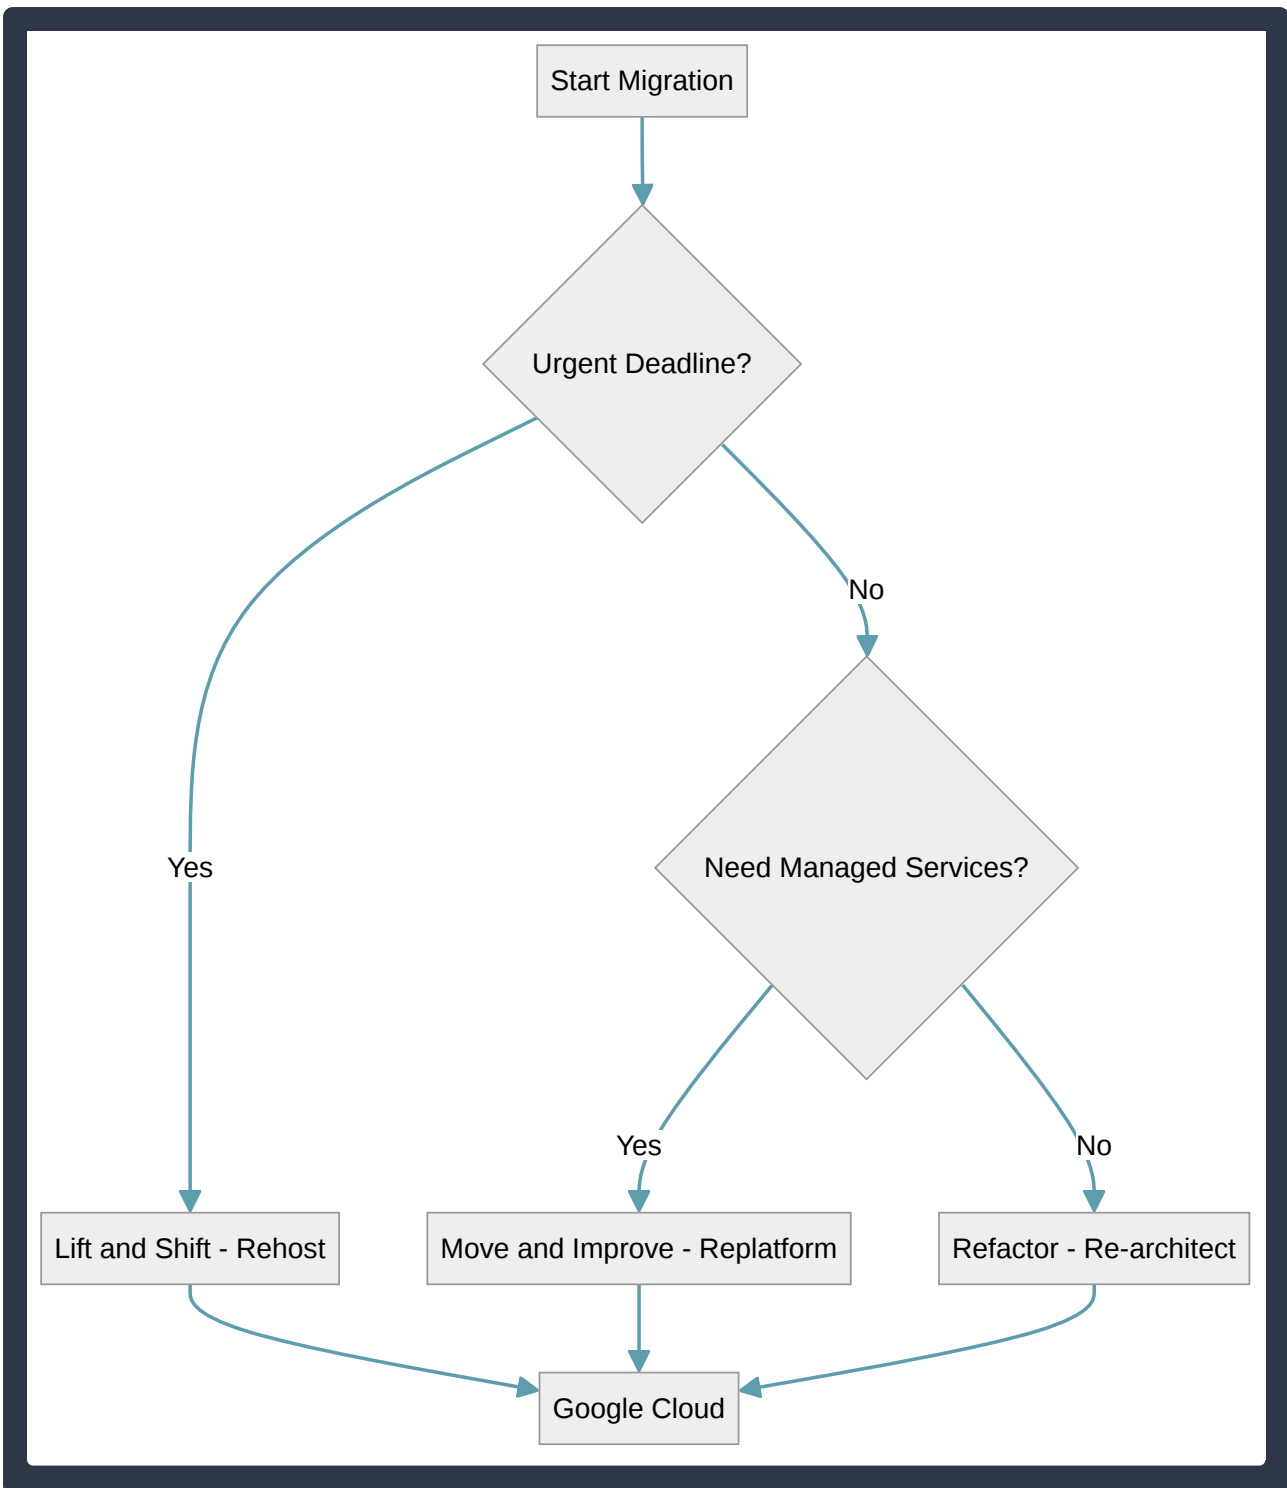 Start Migration
Urgent Deadline?
No
Yes
Need Managed Services?
Yes
No
Lift and Shift - Rehost
Move and Improve - Replatform
Refactor - Re-architect
Google Cloud